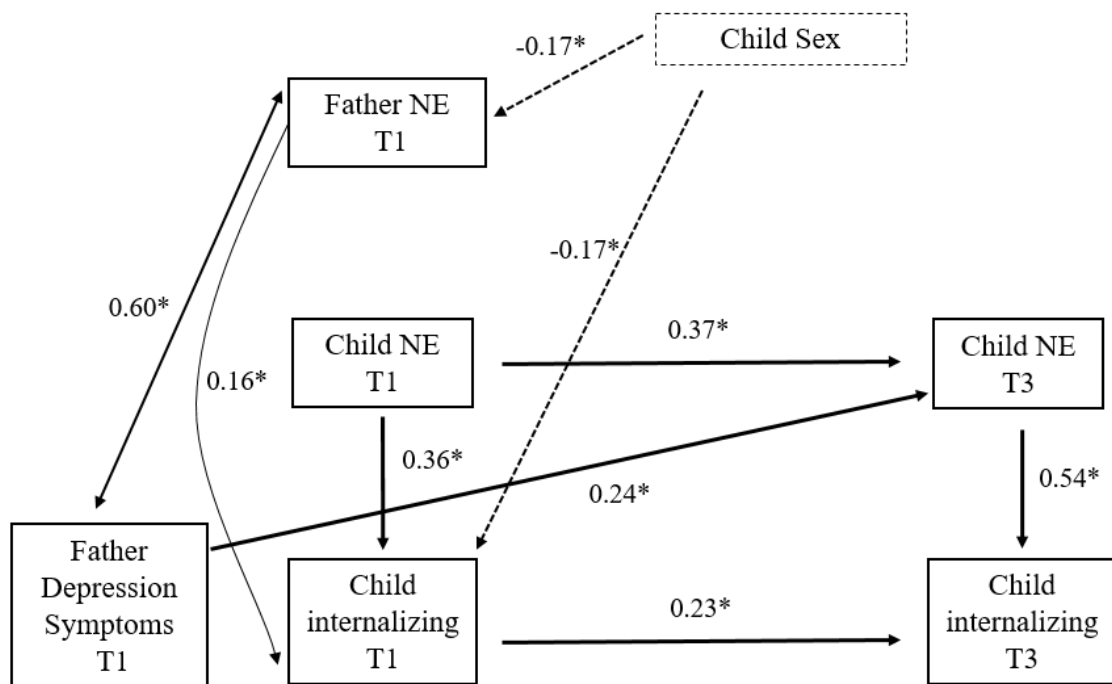 Child Sex
-0.17*
Father NE
T1
-0.17*
0.60*
0.16*
Child NE
T1
0.37*
Child NE
T3
0.36*
0.24*
0.54*
Father
Depression
Symptoms
T1
Child
internalizing
T1
0.23*
Child
internalizing
T3